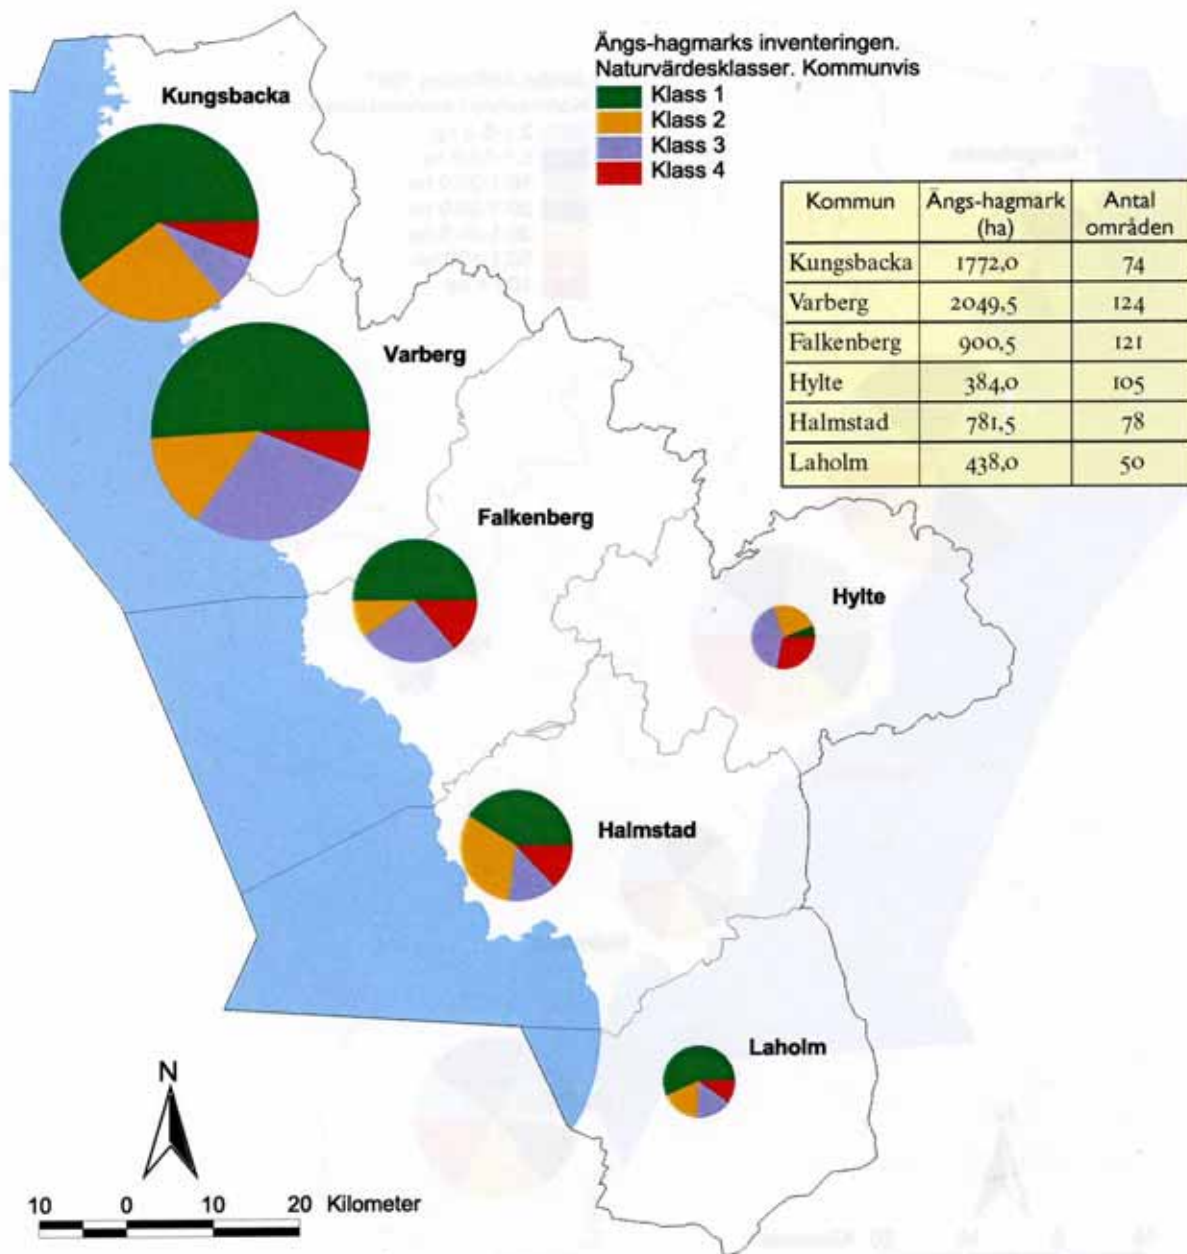 Ängs-hagmarks inventeringen.
Naturvärdesklasser. Kommunvis
Klass 1
Klass 2
Klass 3
Klass 4
Kommun Ängs-hagmark (ha) Antal områden
Kungsbacka 1772,0 74
Varberg 2049,5 124
Falkenberg 900,5 121
Hylte 384,0 105
Halmstad 781,5 78
Laholm 438,0 50
Kungsbacka
Varberg
Falkenberg
Hylte
Halmstad
Laholm
N
10 0 10 20 Kilometer